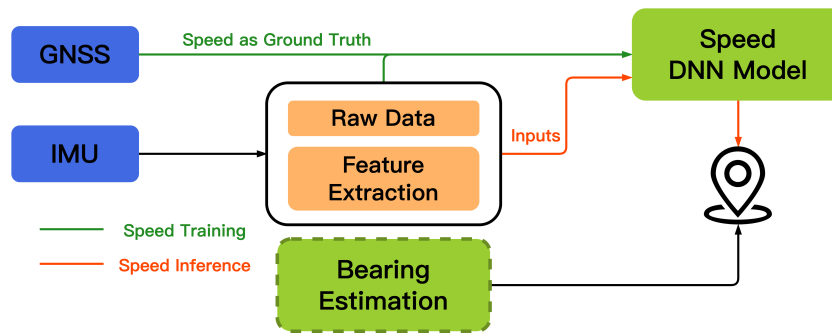 GNSS
Speed as Ground Truth
Speed
DNN Model
Raw Data
Inputs
IMU
Feature
Extraction
Speed Training
Speed Inference
Bearing
Estimation